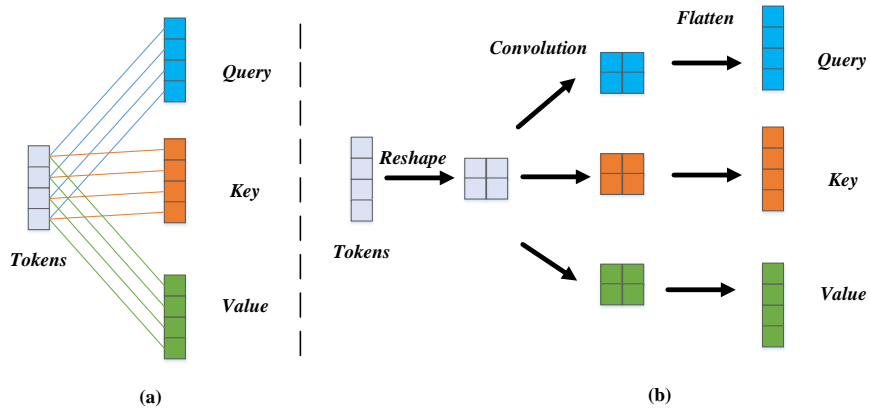 Query
Key
Tokens
Value
(a)
Convolution
Flatten
Query
Reshape
Key
Tokens
Value
(b)